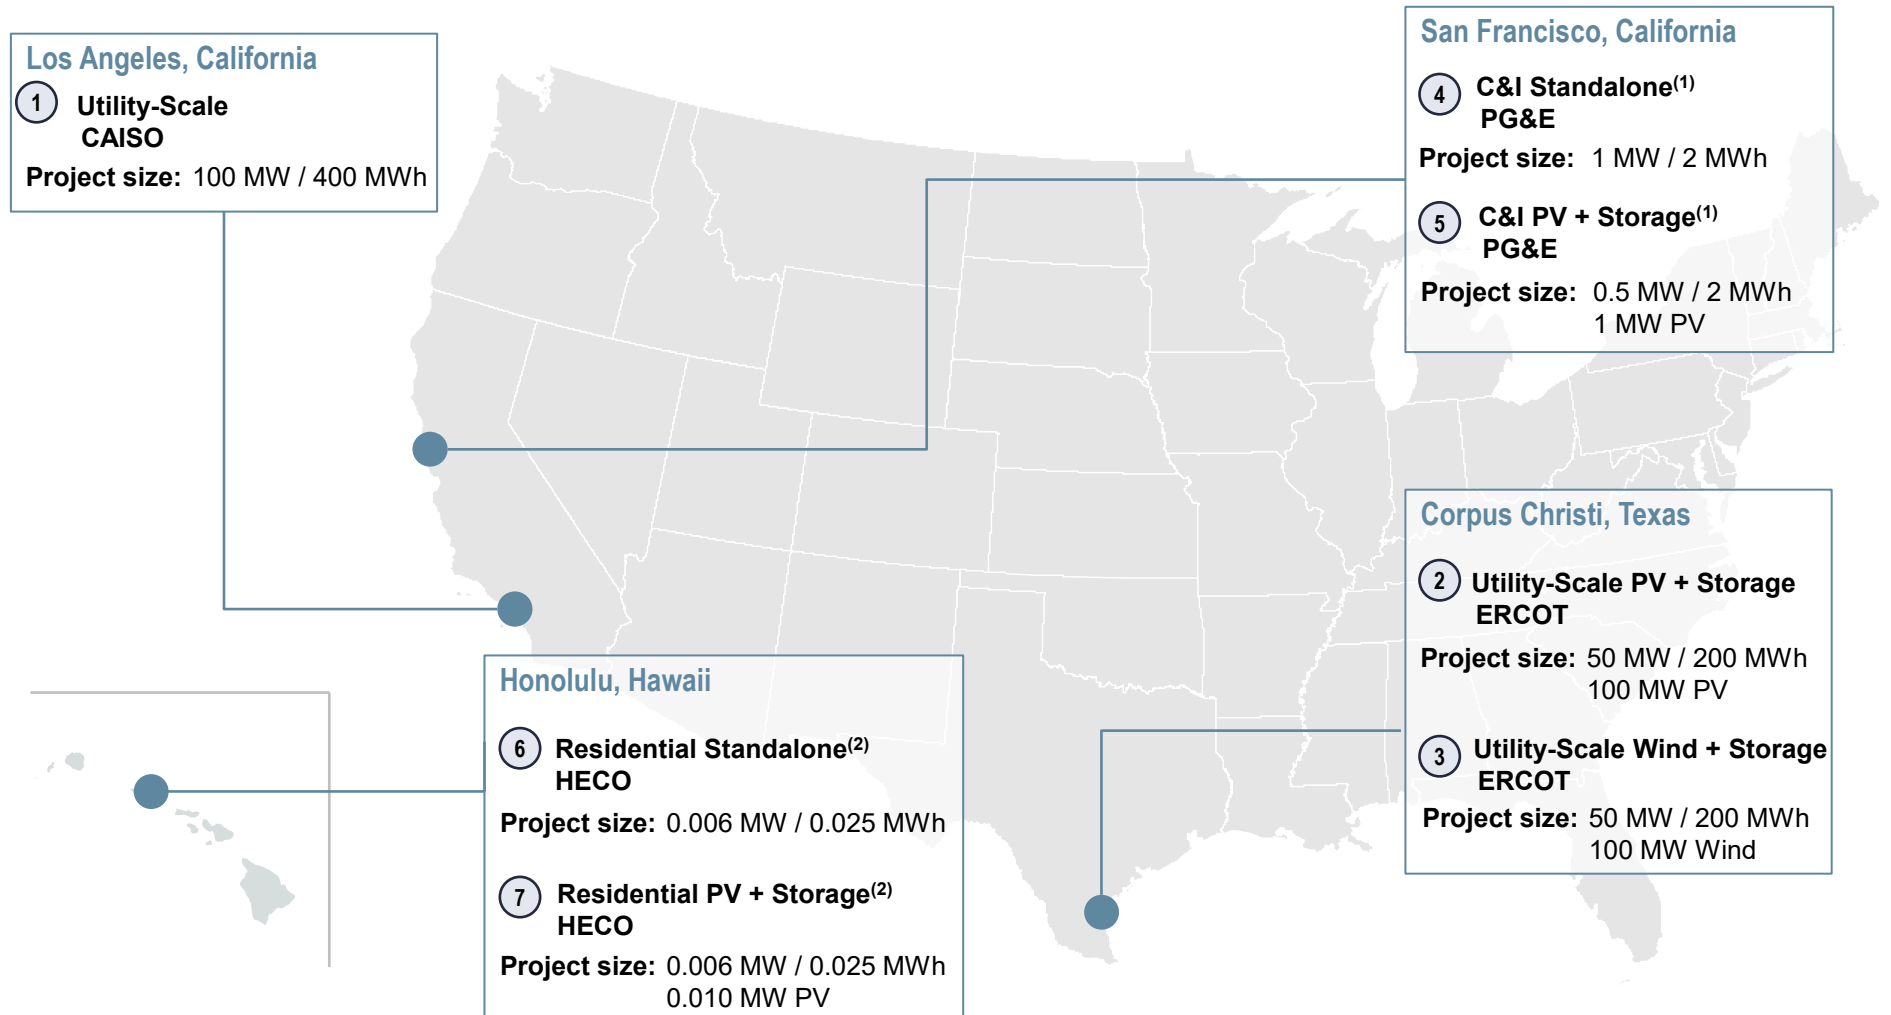 Los Angeles, California
1 Utility-Scale
CAISO
Project size: 100 MW / 400 MWh
San Francisco, California
4 C&I Standalone(1)
PG&E
Project size: 1 MW / 2 MWh
5 C&I PV + Storage(1)
PG&E
Project size: 0.5 MW / 2 MWh
1 MW PV
Corpus Christi, Texas
2 Utility-Scale PV + Storage
ERCOT
Project size: 50 MW / 200 MWh
100 MW PV
3 Utility-Scale Wind + Storage
ERCOT
Project size: 50 MW / 200 MWh
100 MW Wind
Honolulu, Hawaii
6 Residential Standalone(2)
HECO
Project size: 0.006 MW / 0.025 MWh
7 Residential PV + Storage(2)
HECO
Project size: 0.006 MW / 0.025 MWh
0.010 MW PV